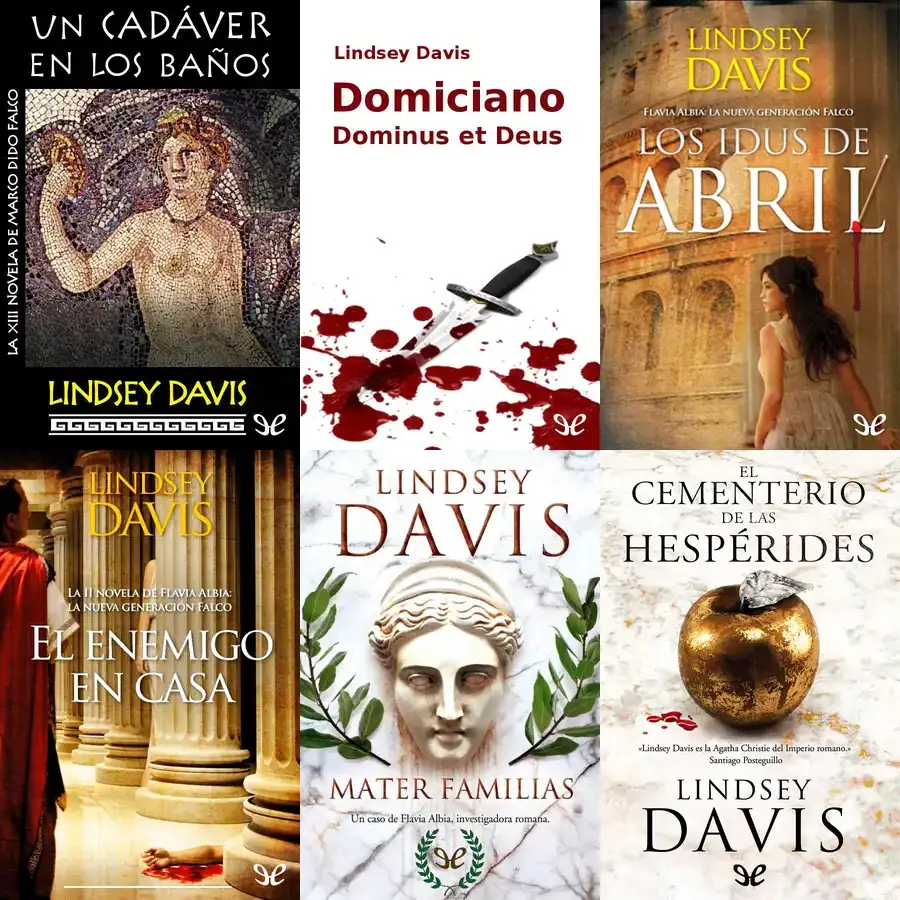 UN CADÁVER
EN LOS BAÑOS
LA XIII NOVELA DE MARCO DIDO FALCO
LINDSEY DAVIS
Lindsey Davis
Domiciano
Dominus et Deus
LINDSEY
DAVIS
FLAVIA ALBIA: LA NUEVA GENERACIÓN FALCO
LOS IDUS DE
ABRIL
LINDSEY
DAVIS
LA II NOVELA DE FLAVIA ALBIA:
LA NUEVA GENERACIÓN FALCO
EL ENEMIGO
EN CASA
LINDSEY
DAVIS
MATER FAMILIAS
Un caso de Flavia Albia, investigadora romana.
EL
CEMENTERIO
DE LAS
HESPÉRIDES
«Lindsey Davis es la Agatha Christie del Imperio romano.»
Santiago Posteguillo
LINDSEY
DAVIS